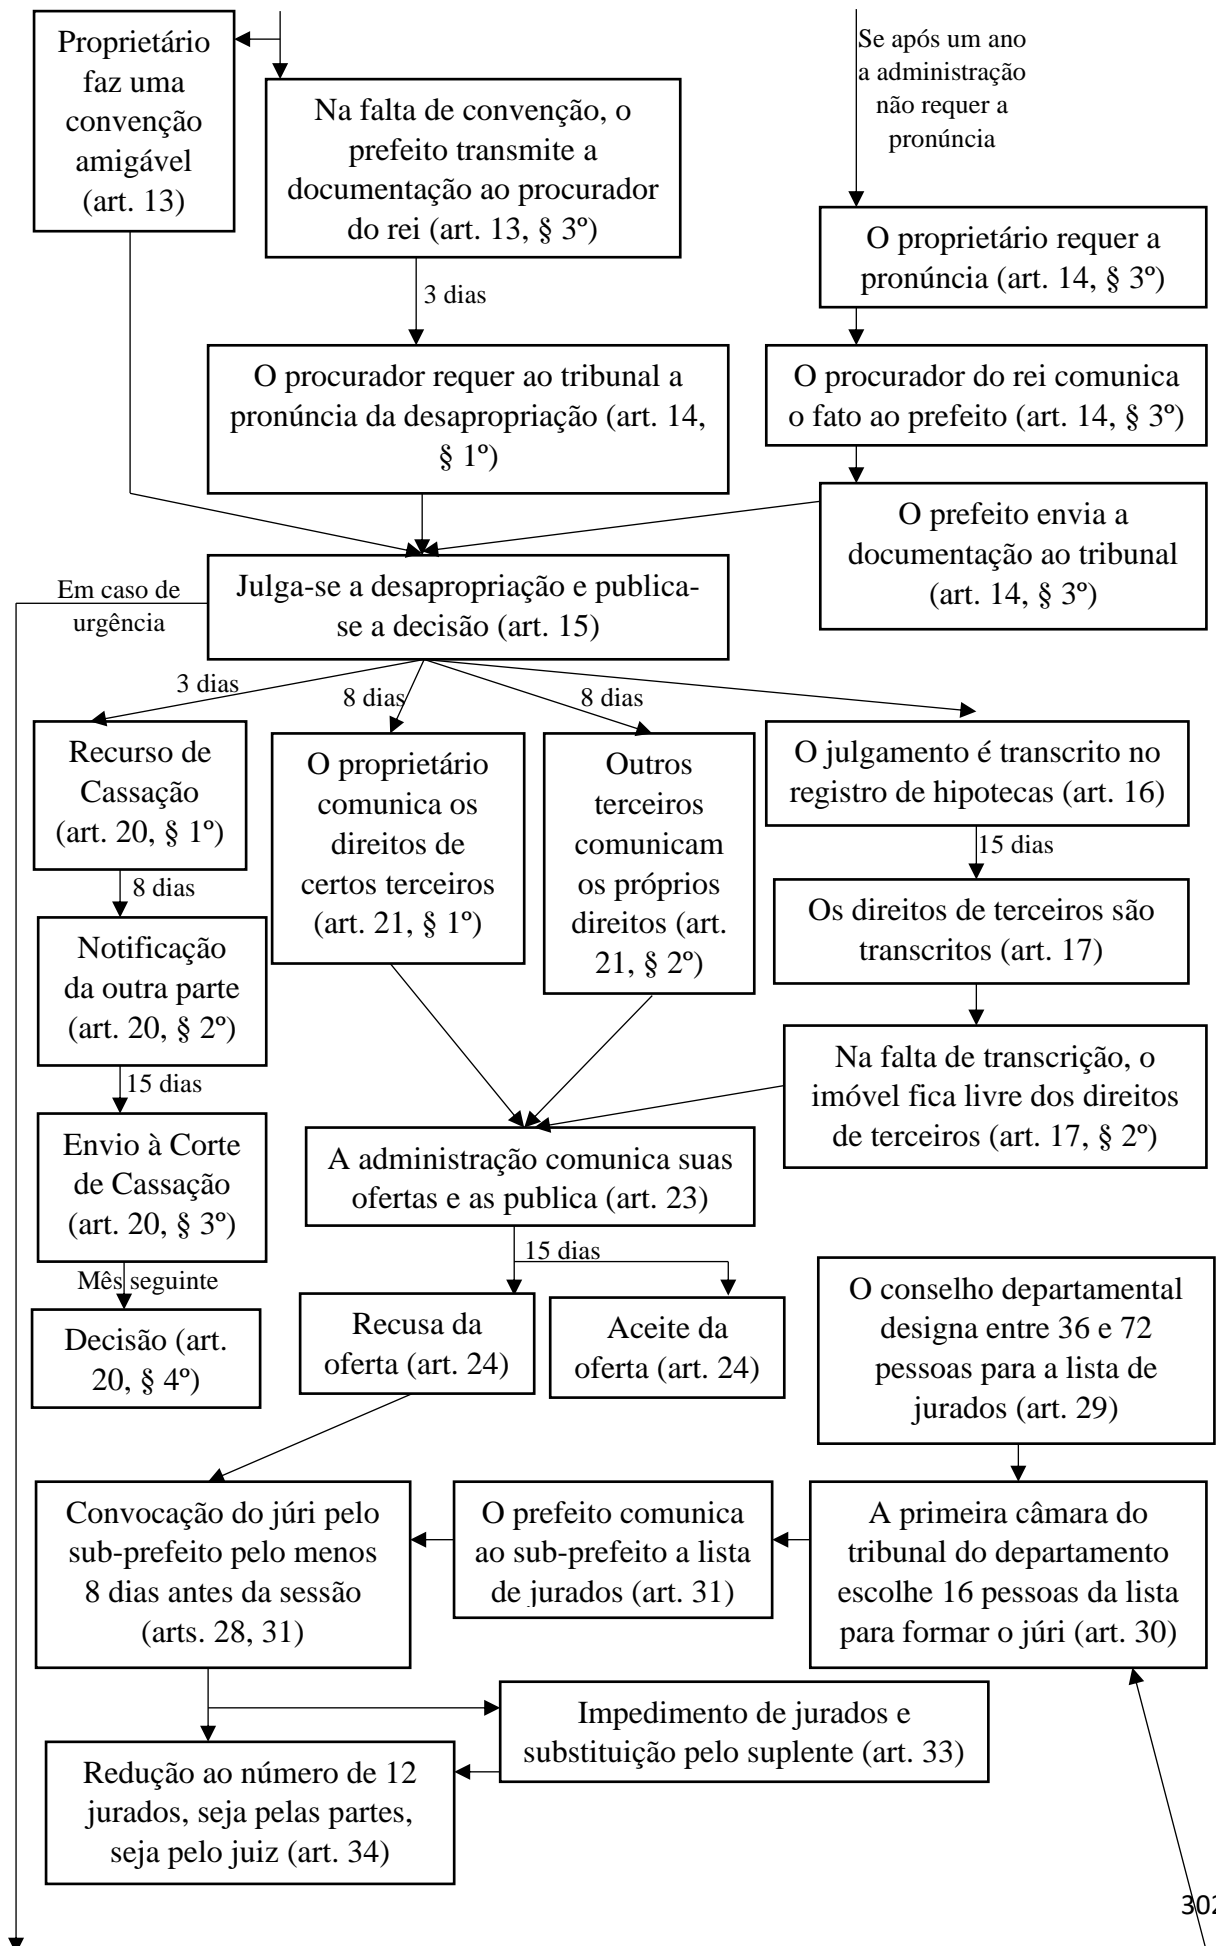 Proprietário
faz uma
convenção
amigável
(art. 13)
Na falta de convenção, o
prefeito transmite a
documentação ao procurador
do rei (art. 13, § 3º)
Se após um ano
a administração
não requer a
pronúncia
O proprietário requer a
pronúncia (art. 14, § 3º)
3 dias
O procurador requer ao tribunal a
pronúncia da desapropriação (art. 14,
§ 1º)
O procurador do rei comunica
o fato ao prefeito (art. 14, § 3º)
O prefeito envia a
documentação ao tribunal
(art. 14, § 3º)
Em caso de
urgência
Julga-se a desapropriação e publica-
se a decisão (art. 15)
3 dias
8 dias
8 dias
Recurso de
Cassação
(art. 20, § 1º)
O proprietário
comunica os
direitos de
certos terceiros
(art. 21, § 1º)
Outros
terceiros
comunicam
os próprios
direitos (art.
21, § 2º)
O julgamento é transcrito no
registro de hipotecas (art. 16)
15 dias
8 dias
Os direitos de terceiros são
transcritos (art. 17)
Notificação
da outra parte
(art. 20, § 2º)
Na falta de transcrição, o
imóvel fica livre dos direitos
de terceiros (art. 17, § 2º)
15 dias
Envio à Corte
de Cassação
(art. 20, § 3º)
A administração comunica suas
ofertas e as publica (art. 23)
15 dias
Mês seguinte
Decisão (art.
20, § 4º)
Recusa da
oferta (art. 24)
Aceite da
oferta (art. 24)
O conselho departamental
designa entre 36 e 72
pessoas para a lista de
jurados (art. 29)
Convocação do júri pelo
sub-prefeito pelo menos
8 dias antes da sessão
(arts. 28, 31)
O prefeito comunica
ao sub-prefeito a lista
de jurados (art. 31)
A primeira câmara do
tribunal do departamento
escolhe 16 pessoas da lista
para formar o júri (art. 30)
Impedimento de jurados e
substituição pelo suplente (art. 33)
Redução ao número de 12
jurados, seja pelas partes,
seja pelo juiz (art. 34)
302